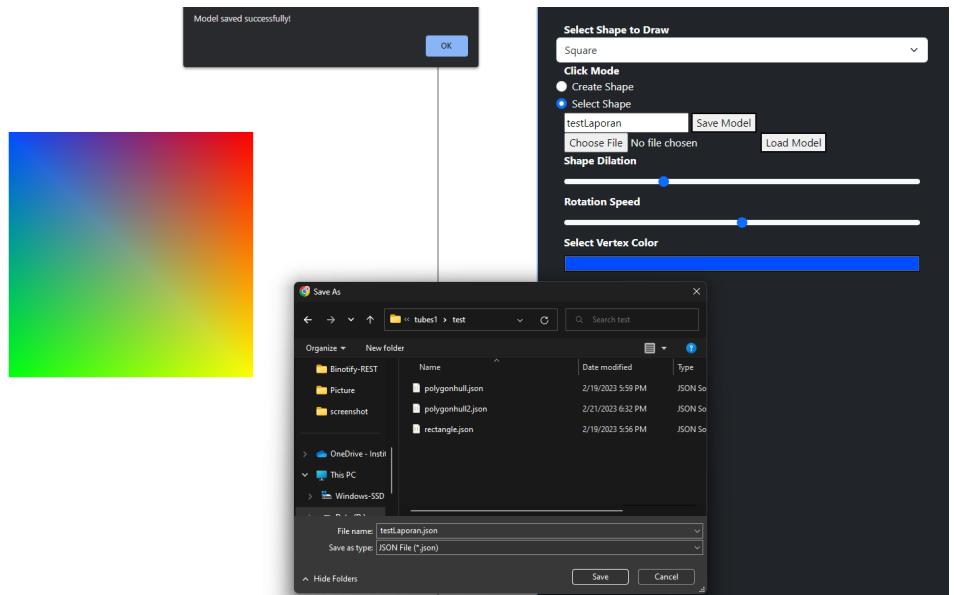 Model saved successfully!
OK
Select Shape to Draw
Square
Click Mode
Create Shape
Select Shape
testLaporan Save Model
Choose File No file chosen Load Model
Shape Dilation
Rotation Speed
Select Vertex Color
Save As
« tubes1 › test Search test
Organize New folder
Binotify-REST
Picture
screenshot
OneDrive - Instit
This PC
Windows-SSD
Name Date modified Type
polygonhull.json 2/19/2023 5:59 PM JSON So
polygonhull2.json 2/21/2023 6:32 PM JSON So
rectangle.json 2/19/2023 5:56 PM JSON So
File name: testLaporan.json
Save as type: JSON File (*.json)
Hide Folders Save Cancel